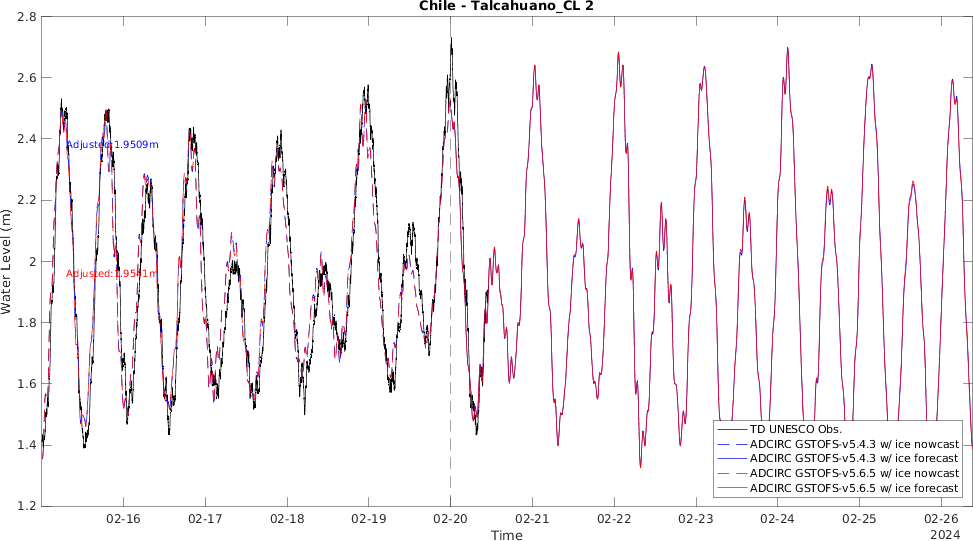 Chile - Talcahuano_CL 2
2.8
2.6
2.4
2.2
2
1.8
1.6
1.4
1.2
Water Level (m)
Adjusted:1.9509m
TD UNESCO Obs.
ADCIRC GSTOFS-v5.4.3 w/ ice nowcast
ADCIRC GSTOFS-v5.4.3 w/ ice forecast
ADCIRC GSTOFS-v5.6.5 w/ ice nowcast
ADCIRC GSTOFS-v5.6.5 w/ ice forecast
02-16
02-17
02-18
02-19
02-20
02-21
02-22
02-23
02-24
02-25
02-26
Time
2024